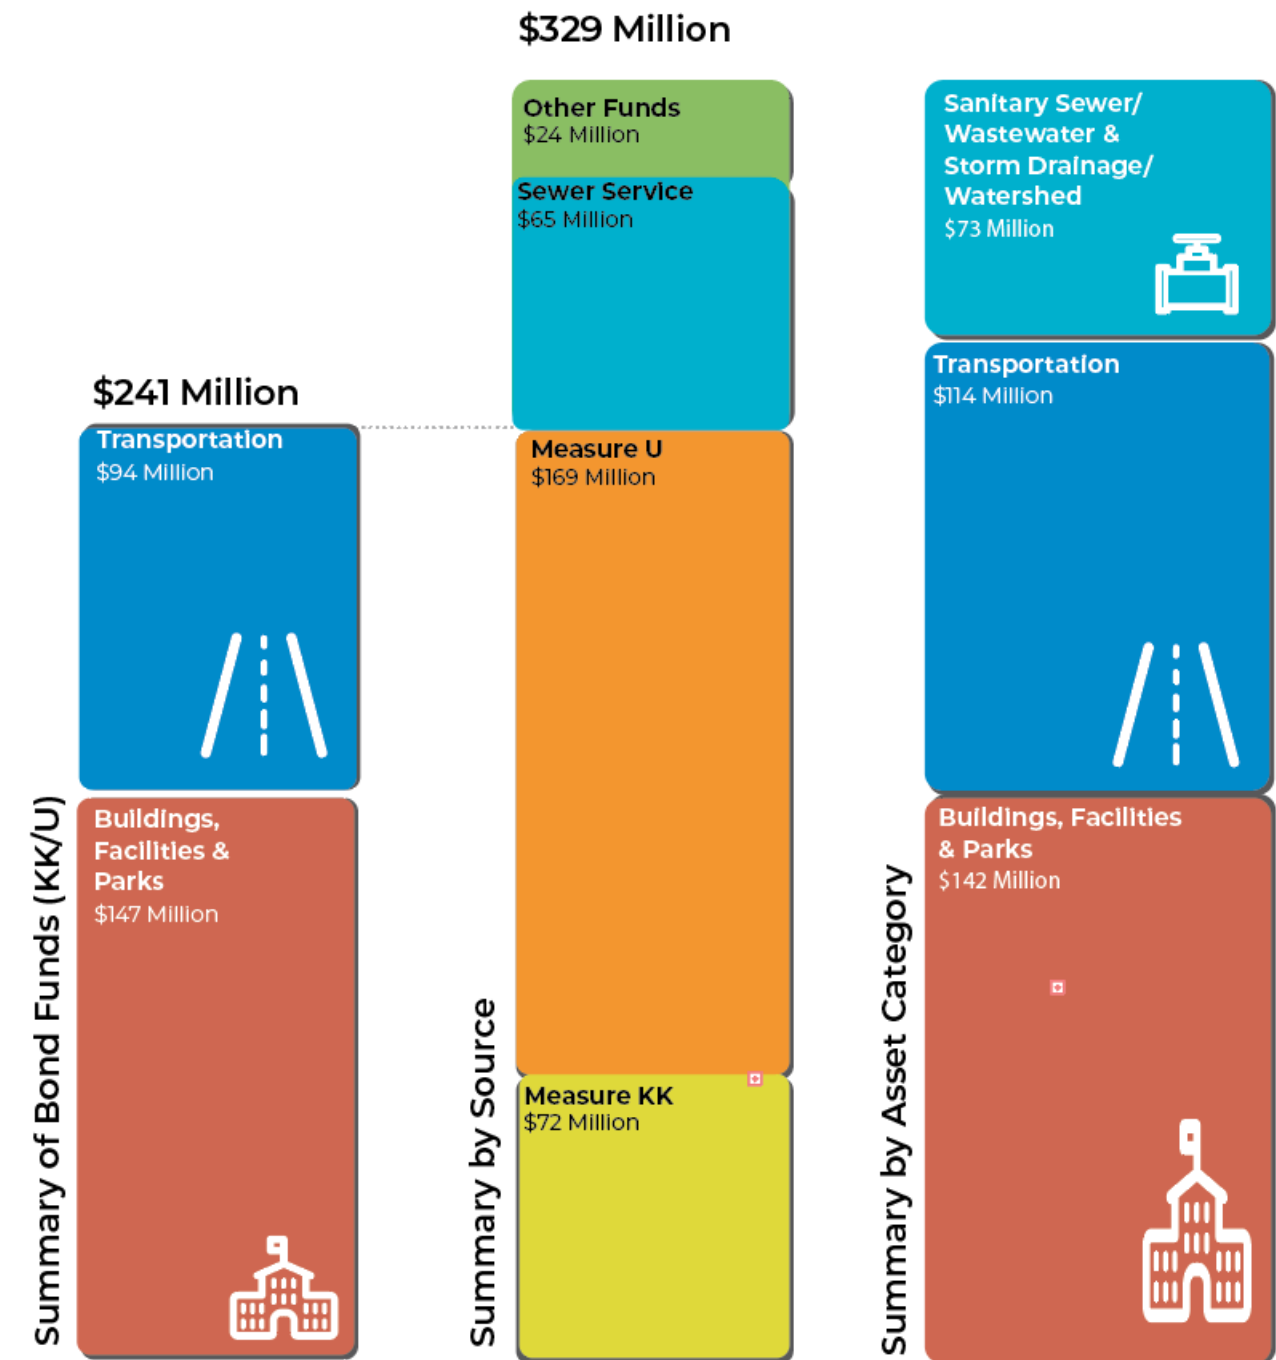 $241 Million
Transportation
$94 Million
Buildings,
Facilities &
Parks
$147 Million
Summary of Bond Funds (KK/U)
$329 Million
Other Funds
$24 Million
Sewer Service
$65 Million
Measure U
$169 Million
Measure KK
$72 Million
Summary by Source
Sanitary Sewer/
Wastewater &
Storm Drainage/
Watershed
$73 Million
Transportation
$114 Million
Buildings, Facilities
& Parks
$142 Million
Summary by Asset Category